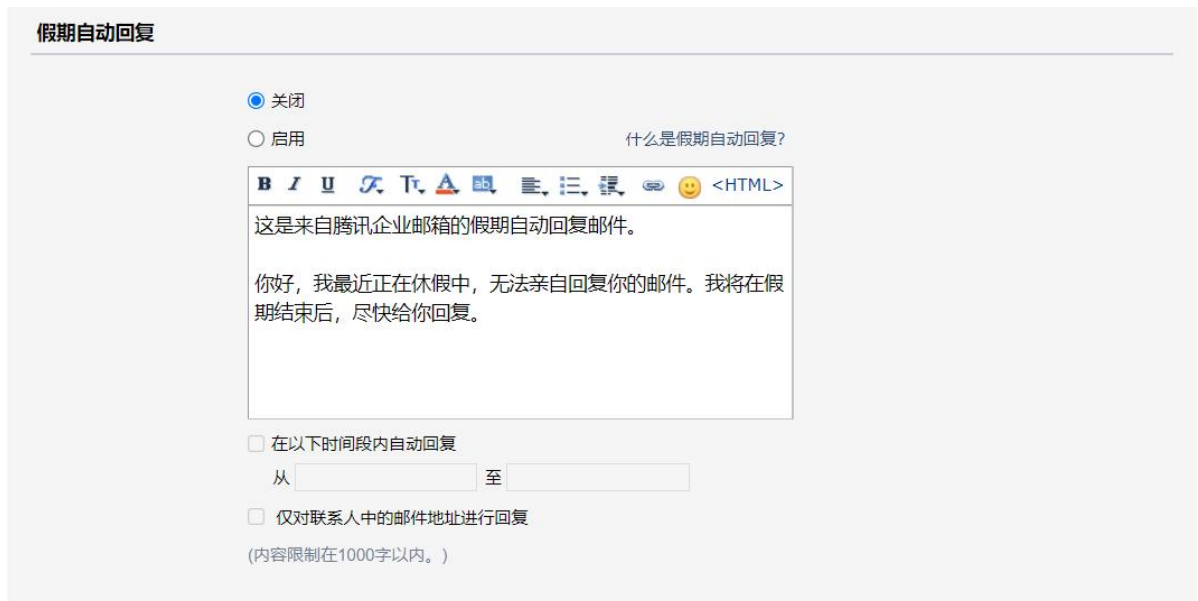 假期自动回复
关闭
启用
什么是假期自动回复?
B I U F Tт A ab <HTML>
这是来自腾讯企业邮箱的假期自动回复邮件。
你好，我最近正在休假中，无法亲自回复你的邮件。我将在假
期结束后，尽快给你回复。
在以下时间段内自动回复
从 至
仅对联系人中的邮件地址进行回复
(内容限制在1000字以内。)